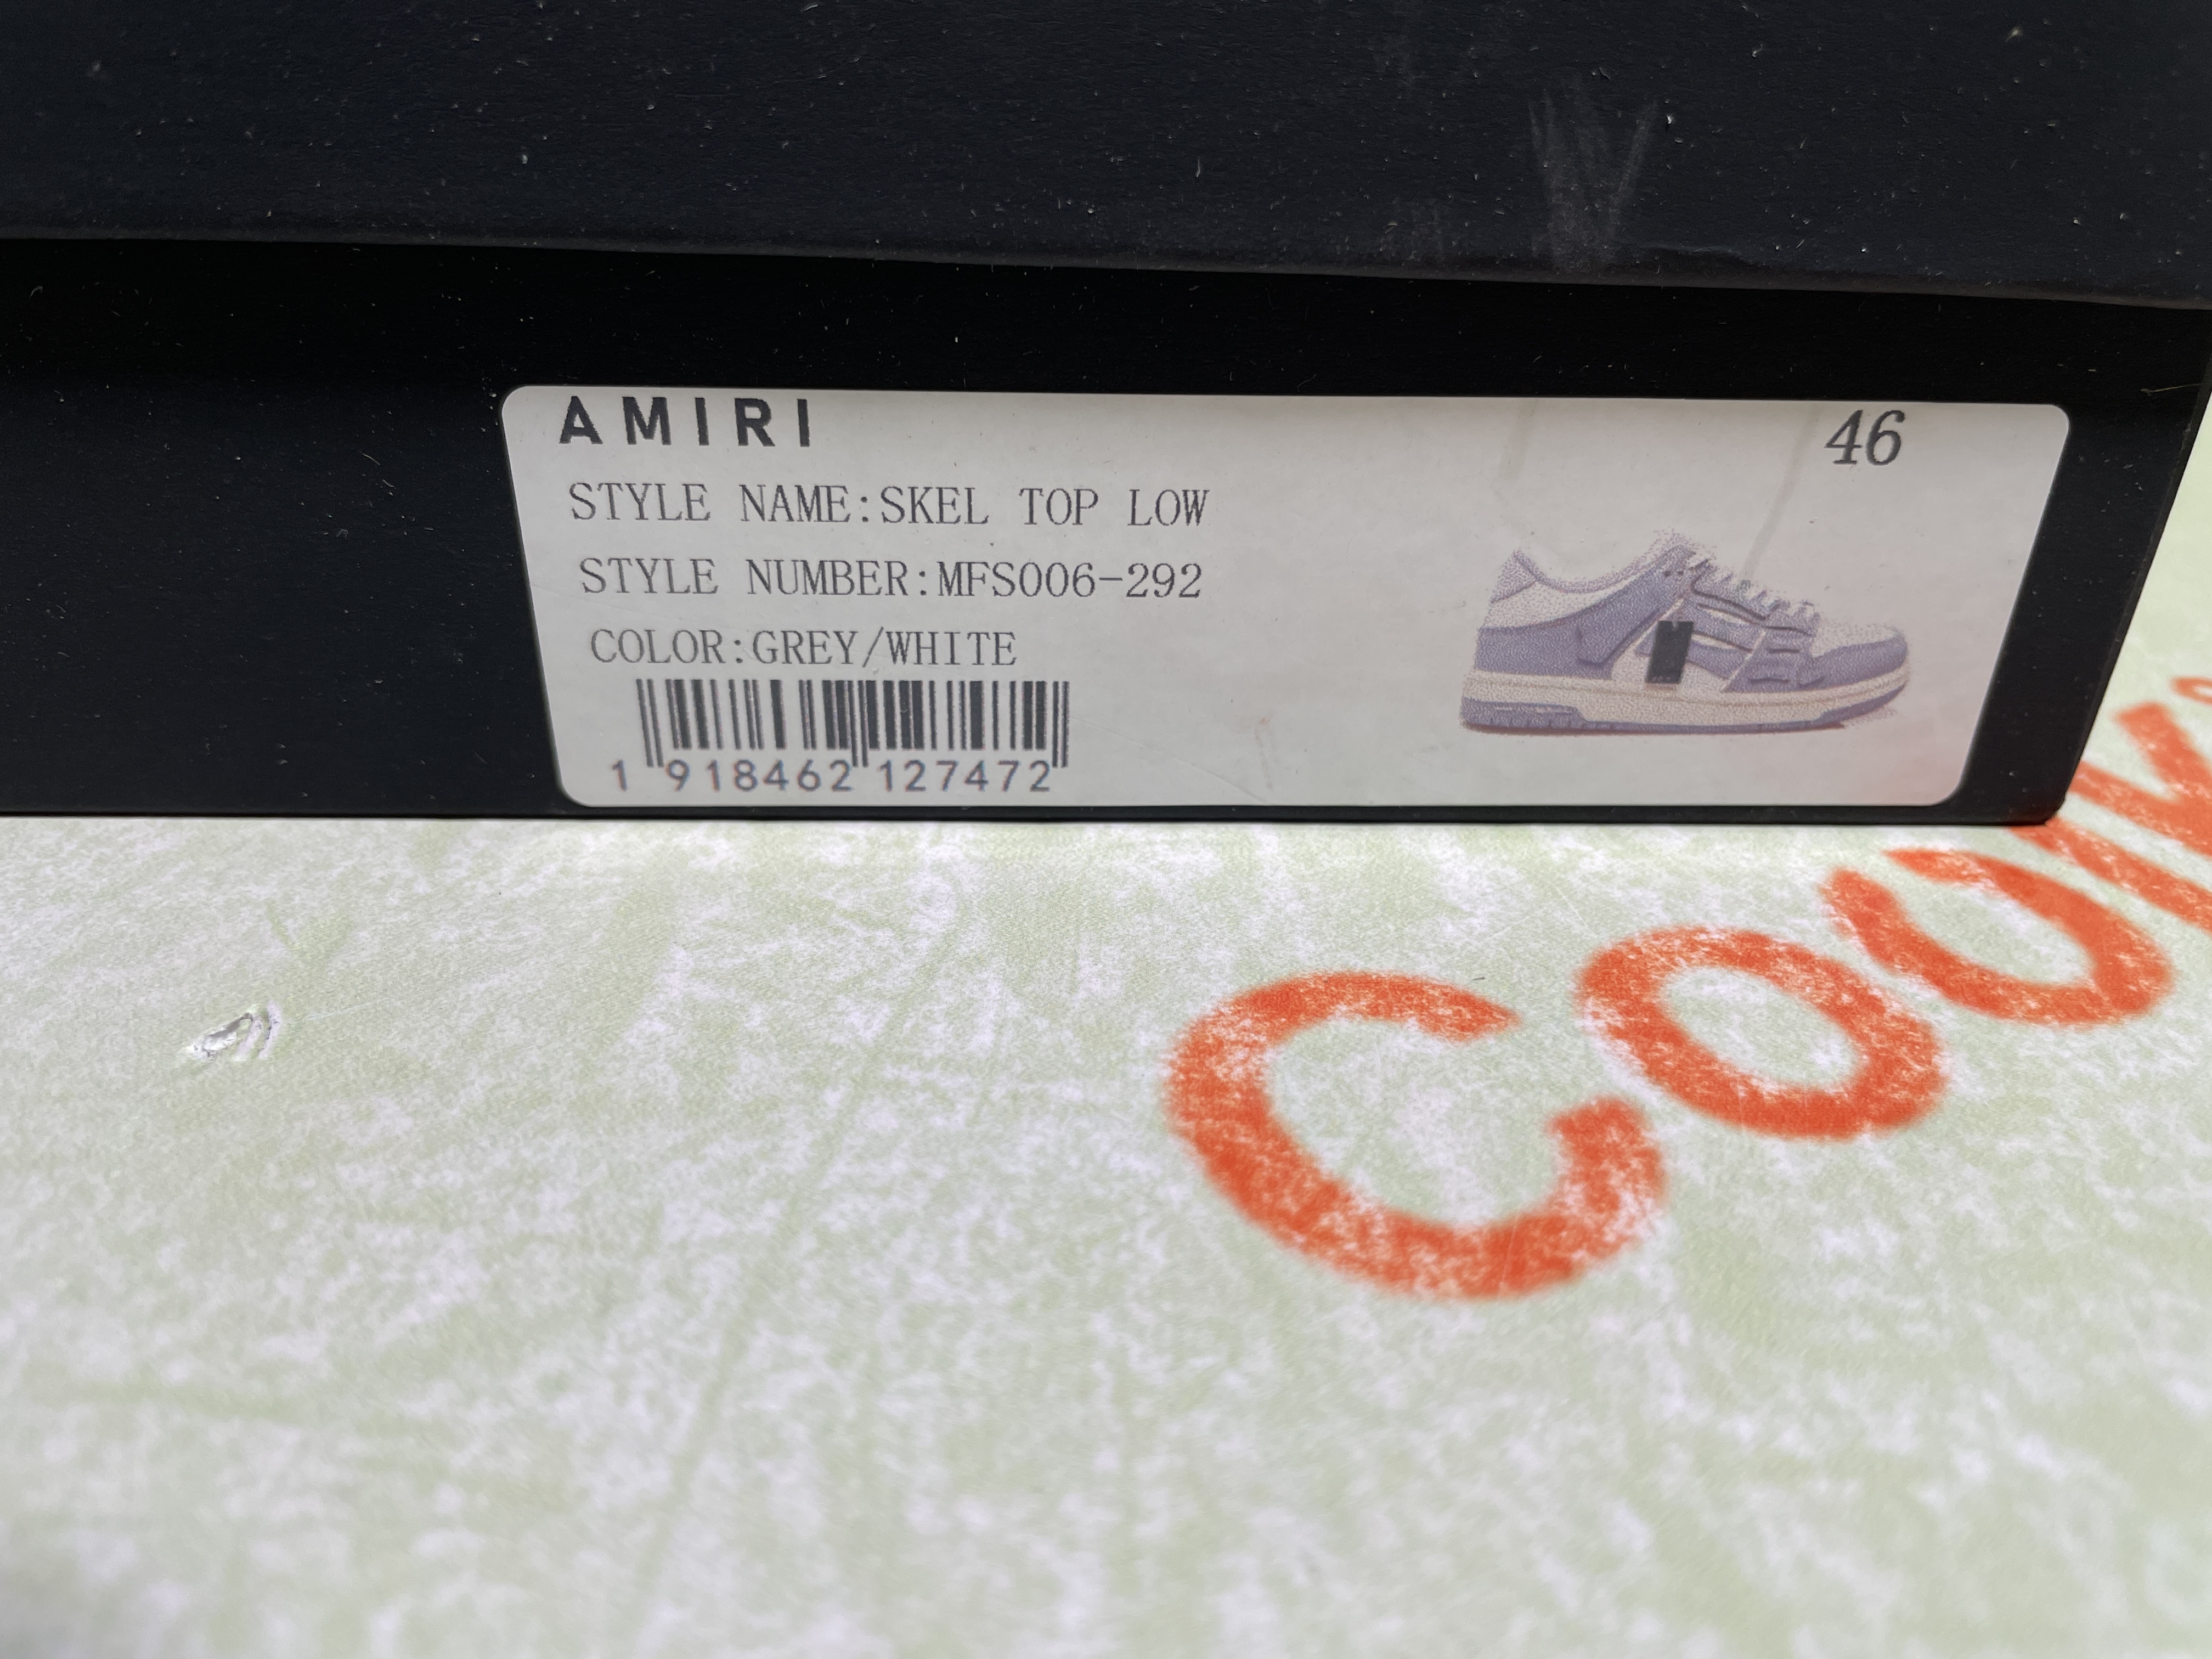 AMIRI
46
STYLE NAME:SKEL TOP LOW
STYLE NUMBER:MFS006-292
COLOR:GREY/WHITE
1 918462 127472